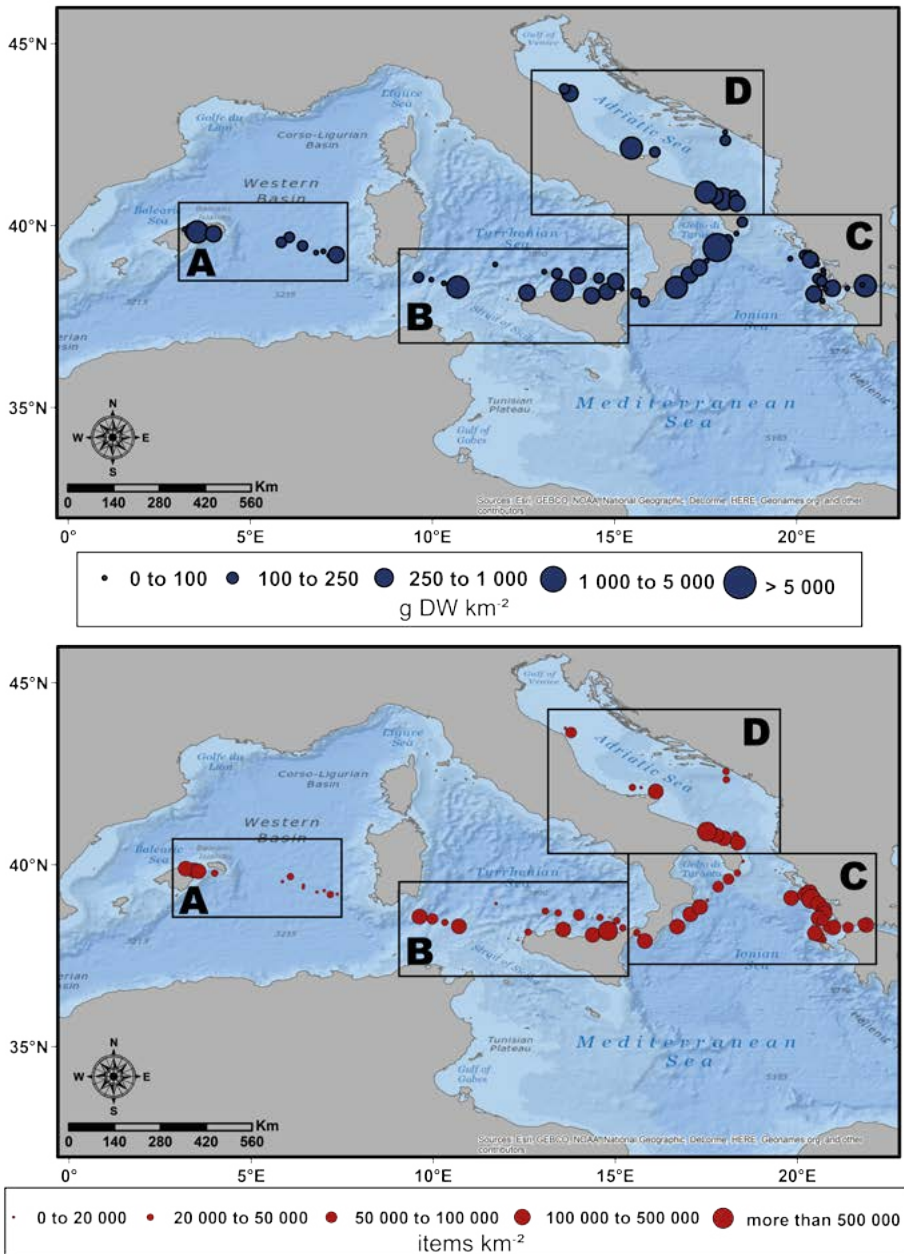 45°N
40°N
35°N
Gulf of Venice
Ligure Sea
Golfe du Lion
Corso-Ligurian Basin
Adriatic Sea
D
Western Basin
Balearic Sea
A
Tyrrhenian Sea
Golfo di Taranto
C
B
Ionian Sea
Tunisian Plateau
Mediterranean Sea
Gulf of Gabes
N
W E
S
Km
0 140 280 420 560
Sources: Esri, GEBCO, NOAA, National Geographic, DeLorme, HERE, Geonames.org, and other contributors
0° 5°E 10°E 15°E 20°E
0 to 100 100 to 250 250 to 1 000 1 000 to 5 000 > 5 000
g DW km⁻²
45°N
40°N
35°N
Gulf of Venice
Ligure Sea
Golfe du Lion
Corso-Ligurian Basin
Adriatic Sea
D
Western Basin
Balearic Sea
A
Tyrrhenian Sea
Golfo di Taranto
C
B
Ionian Sea
Tunisian Plateau
Mediterranean Sea
Gulf of Gabes
N
W E
S
Km
0 140 280 420 560
Sources: Esri, GEBCO, NOAA, National Geographic, DeLorme, HERE, Geonames.org, and other contributors
0° 5°E 10°E 15°E 20°E
0 to 20 000 20 000 to 50 000 50 000 to 100 000 100 000 to 500 000 more than 500 000
items km⁻²